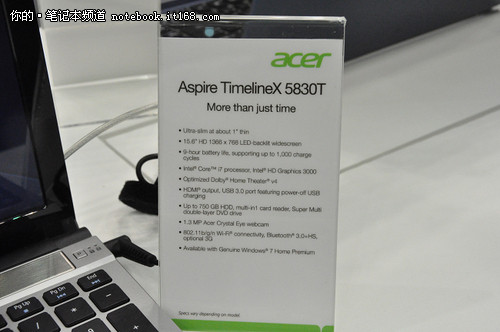 你的·笔记本频道 notebook.it168.com
acer
Aspire TimelineX 5830T
More than just time
• Ultra-slim at about 1" thin
• 15.6" HD 1366 x 768 LED-backlit widescreen
• 9-hour battery life, supporting up to 1,000 charge
cycles
• Intel® Core™ i7 processor, Intel® HD Graphics 3000
• Optimized Dolby® Home Theater® v4
• HDMI® output, USB 3.0 port featuring power-off USB
charging
• Up to 750 GB HDD, multi-in1 card reader, Super Multi
double-layer DVD drive
• 1.3 MP Acer Crystal Eye webcam
• 802.11b/g/n Wi-Fi® connectivity, Bluetooth® 3.0+HS,
optional 3G
• Available with Genuine Windows® 7 Home Premium
Specs vary depending on model
End
Pg Up
Pg Dn